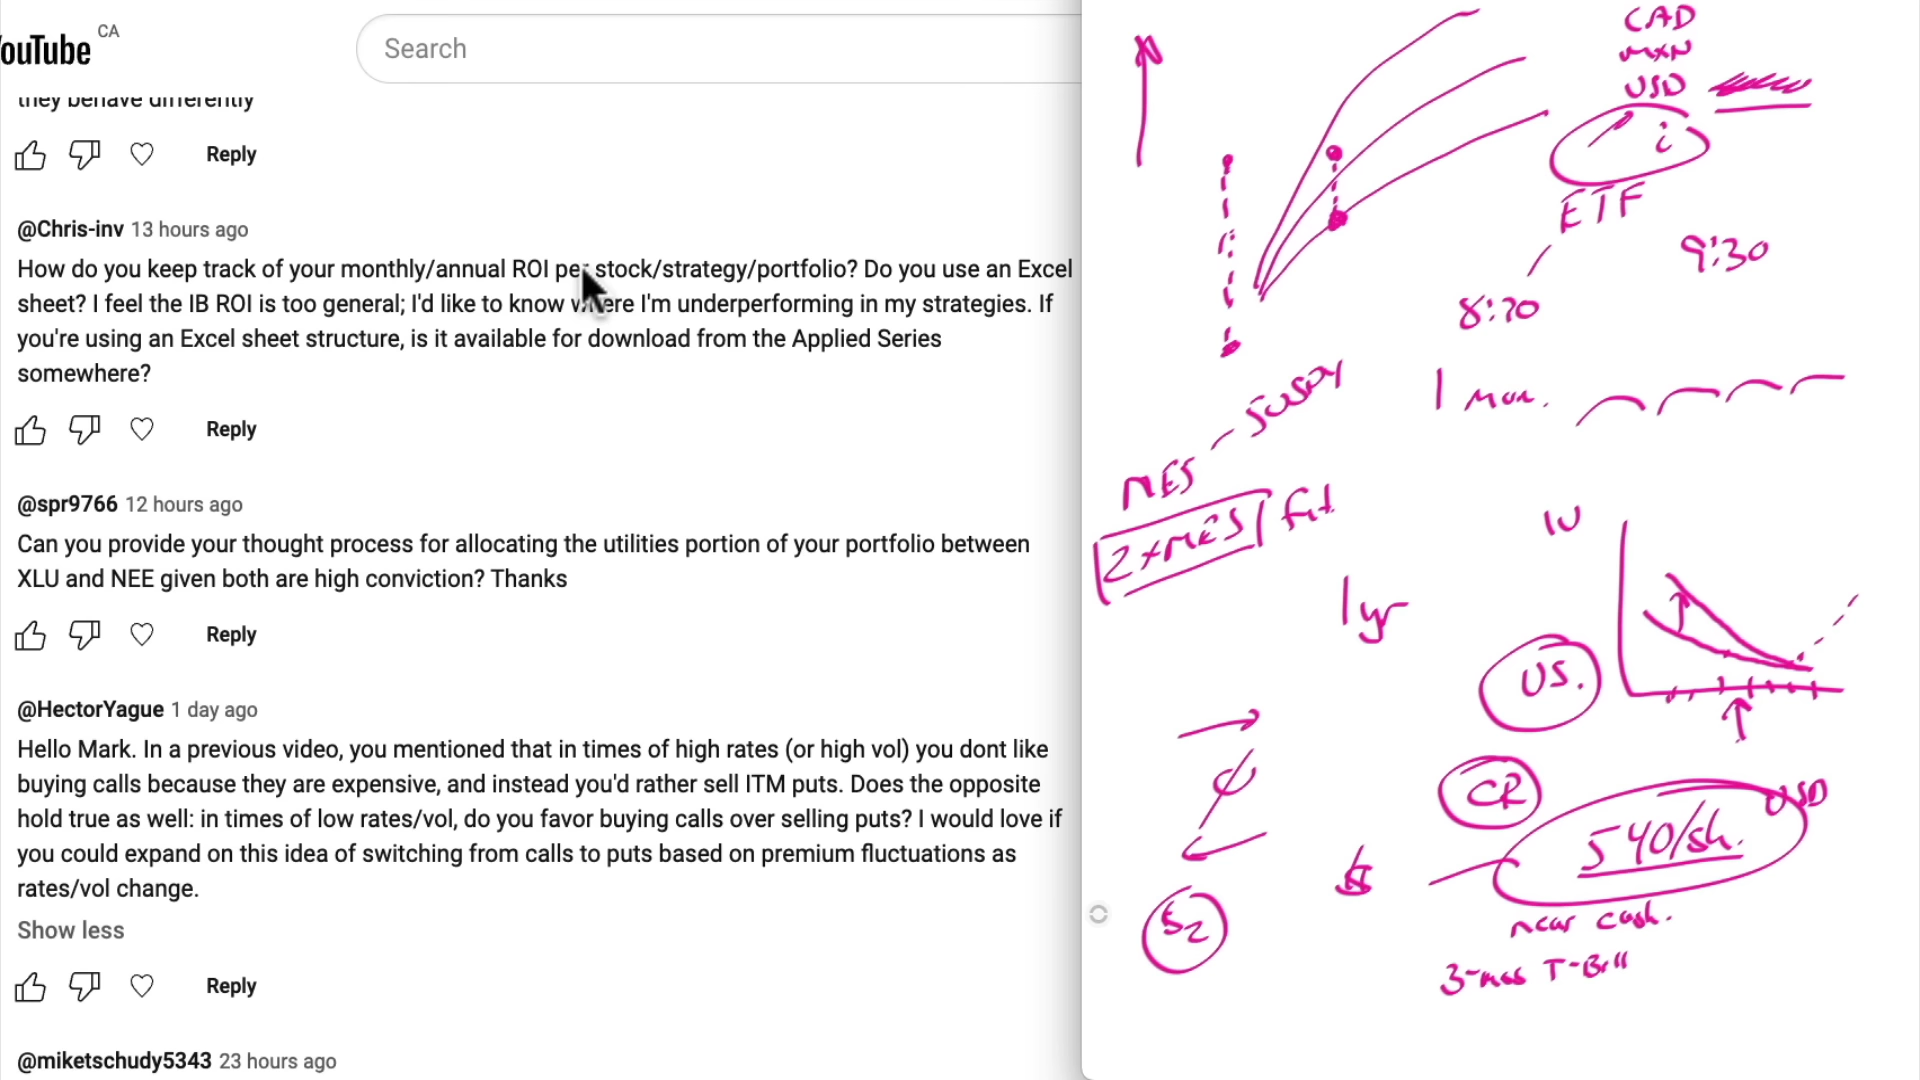 ouTube CA
Search
they behave differently
Reply
@Chris-inv 13 hours ago
How do you keep track of your monthly/annual ROI per stock/strategy/portfolio? Do you use an Excel
sheet? I feel the IB ROI is too general; I'd like to know where I'm underperforming in my strategies. If
you're using an Excel sheet structure, is it available for download from the Applied Series
somewhere?
Reply
@spr9766 12 hours ago
Can you provide your thought process for allocating the utilities portion of your portfolio between
XLU and NEE given both are high conviction? Thanks
Reply
@HectorYague 1 day ago
Hello Mark. In a previous video, you mentioned that in times of high rates (or high vol) you dont like
buying calls because they are expensive, and instead you'd rather sell ITM puts. Does the opposite
hold true as well: in times of low rates/vol, do you favor buying calls over selling puts? I would love if
you could expand on this idea of switching from calls to puts based on premium fluctuations as
rates/vol change.
Show less
Reply
@miketschudy5343 23 hours ago
CAD
MXN
USD
i
ETF
9:30
8:20
1 mon.
MES
2xMES fut
IV
1yr
US.
CR
USD
540/sh.
$
52
near cash.
3-mos T-Bill